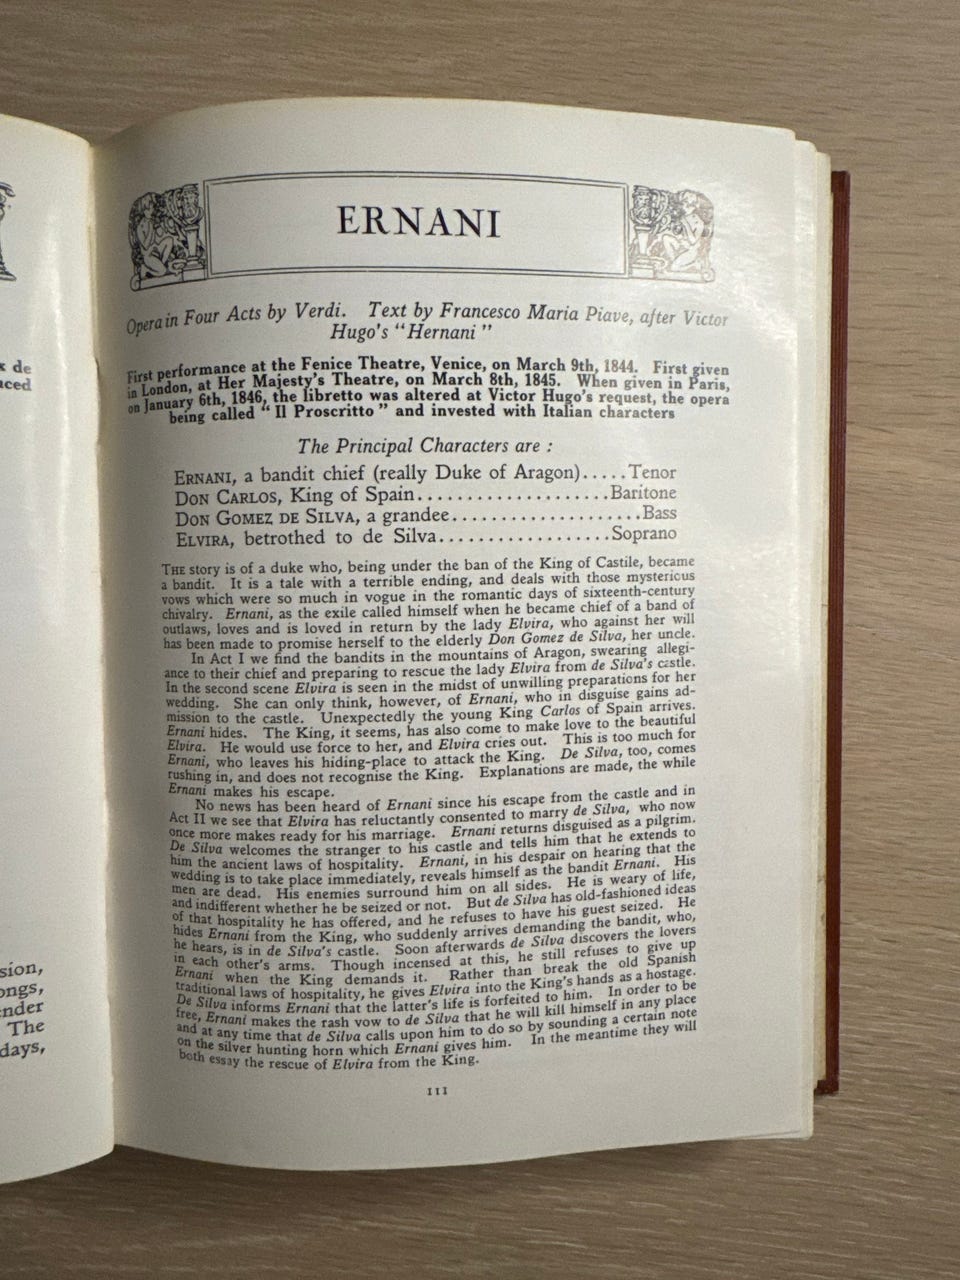 x de
aced
sion,
ongs,
ender
The
days,
ERNANI
Opera in Four Acts by Verdi. Text by Francesco Maria Piave, after Victor
Hugo's "Hernani"
First performance at the Fenice Theatre, Venice, on March 9th, 1844. First given
in London, at Her Majesty's Theatre, on March 8th, 1845. When given in Paris,
on January 6th, 1846, the libretto was altered at Victor Hugo's request, the opera
being called "Il Proscritto" and invested with Italian characters
The Principal Characters are :
ERNANI, a bandit chief (really Duke of Aragon).....Tenor
DON CARLOS, King of Spain....................Baritone
DON GOMEZ DE SILVA, a grandee....................Bass
ELVIRA, betrothed to de Silva..................Soprano
THE story is of a duke who, being under the ban of the King of Castile, became
a bandit. It is a tale with a terrible ending, and deals with those mysterious
vows which were so much in vogue in the romantic days of sixteenth-century
chivalry. Ernani, as the exile called himself when he became chief of a band of
outlaws, loves and is loved in return by the lady Elvira, who against her will
has been made to promise herself to the elderly Don Gomez de Silva, her uncle.
In Act I we find the bandits in the mountains of Aragon, swearing allegi-
ance to their chief and preparing to rescue the lady Elvira from de Silva's castle.
In the second scene Elvira is seen in the midst of unwilling preparations for her
wedding. She can only think, however, of Ernani, who in disguise gains ad-
mission to the castle. Unexpectedly the young King Carlos of Spain arrives.
Ernani hides. The King, it seems, has also come to make love to the beautiful
Elvira. He would use force to her, and Elvira cries out. This is too much for
Ernani, who leaves his hiding-place to attack the King. De Silva, too, comes
rushing in, and does not recognise the King. Explanations are made, the while
Ernani makes his escape.
No news has been heard of Ernani since his escape from the castle and in
Act II we see that Elvira has reluctantly consented to marry de Silva, who now
once more makes ready for his marriage. Ernani returns disguised as a pilgrim.
De Silva welcomes the stranger to his castle and tells him that he extends to
him the ancient laws of hospitality. Ernani, in his despair on hearing that the
wedding is to take place immediately, reveals himself as the bandit Ernani. His
men are dead. His enemies surround him on all sides. He is weary of life,
and indifferent whether he be seized or not. But de Silva has old-fashioned ideas
of that hospitality he has offered, and he refuses to have his guest seized. He
hides Ernani from the King, who suddenly arrives demanding the bandit, who,
he hears, is in de Silva's castle. Soon afterwards de Silva discovers the lovers
in each other's arms. Though incensed at this, he still refuses to give up
Ernani when the King demands it. Rather than break the old Spanish
traditional laws of hospitality, he gives Elvira into the King's hands as a hostage.
De Silva informs Ernani that the latter's life is forfeited to him. In order to be
free, Ernani makes the rash vow to de Silva that he will kill himself in any place
and at any time that de Silva calls upon him to do so by sounding a certain note
on the silver hunting horn which Ernani gives him. In the meantime they will
both essay the rescue of Elvira from the King.
111